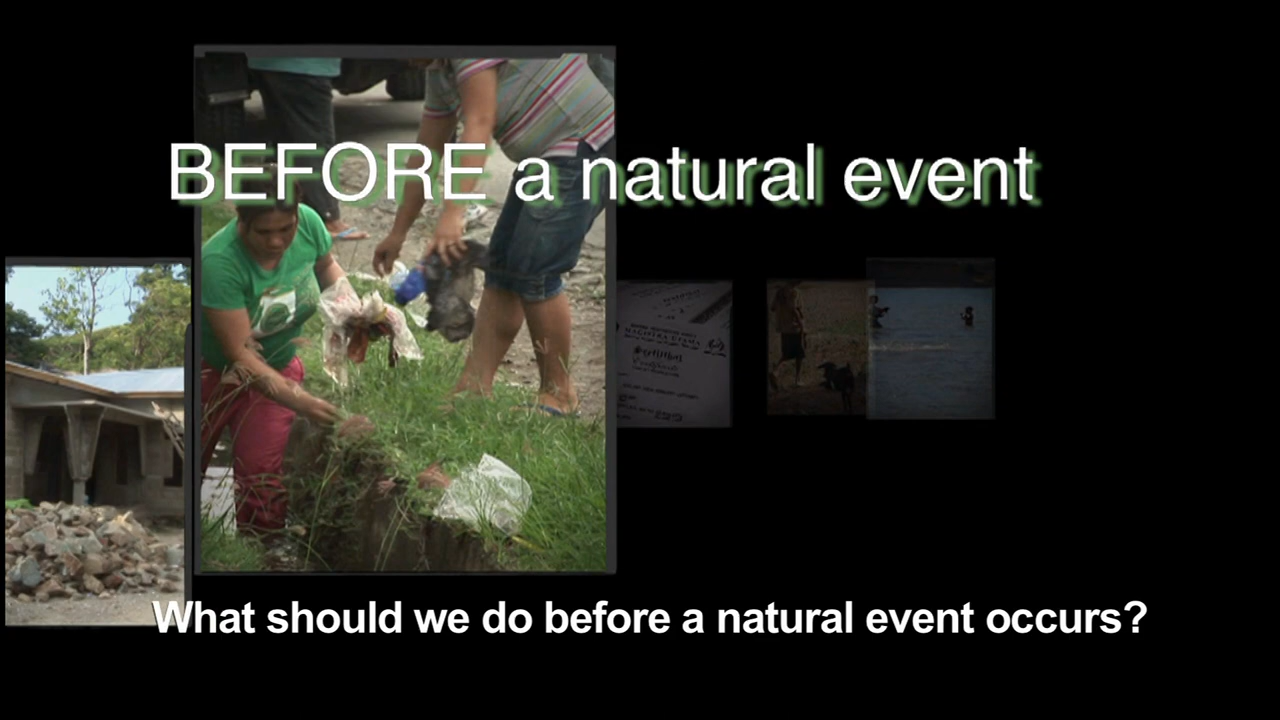 BEFORE a natural event
What should we do before a natural event occurs?